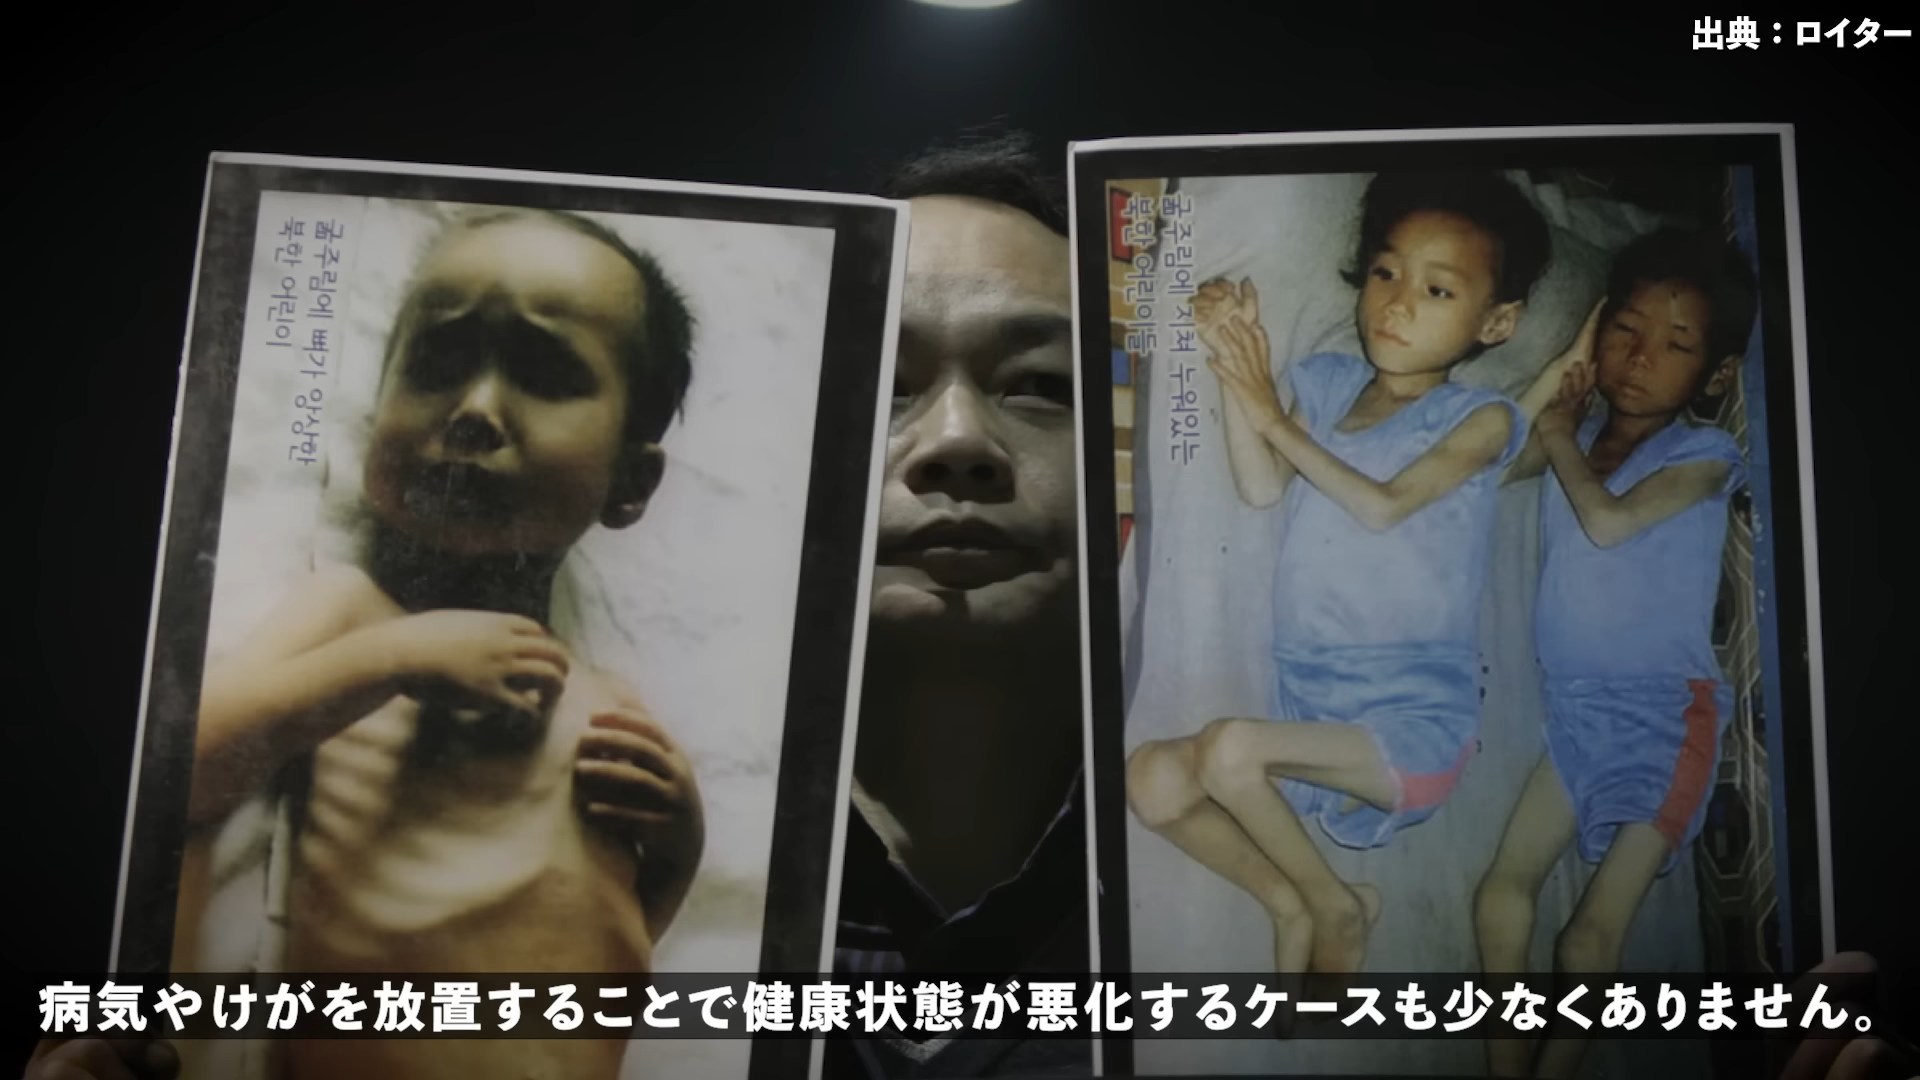 出典：ロイター
굶주림에 뼈가 앙상한
북한 어린이
굶주림에 지쳐 누워있는
북한 어린이들
病気やけがを放置することで健康状態が悪化するケースも少なくありません。